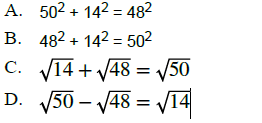 A. 50² + 14² = 48²
B. 48² + 14² = 50²
C. √14 + √48 = √50
D. √50 − √48 = √14